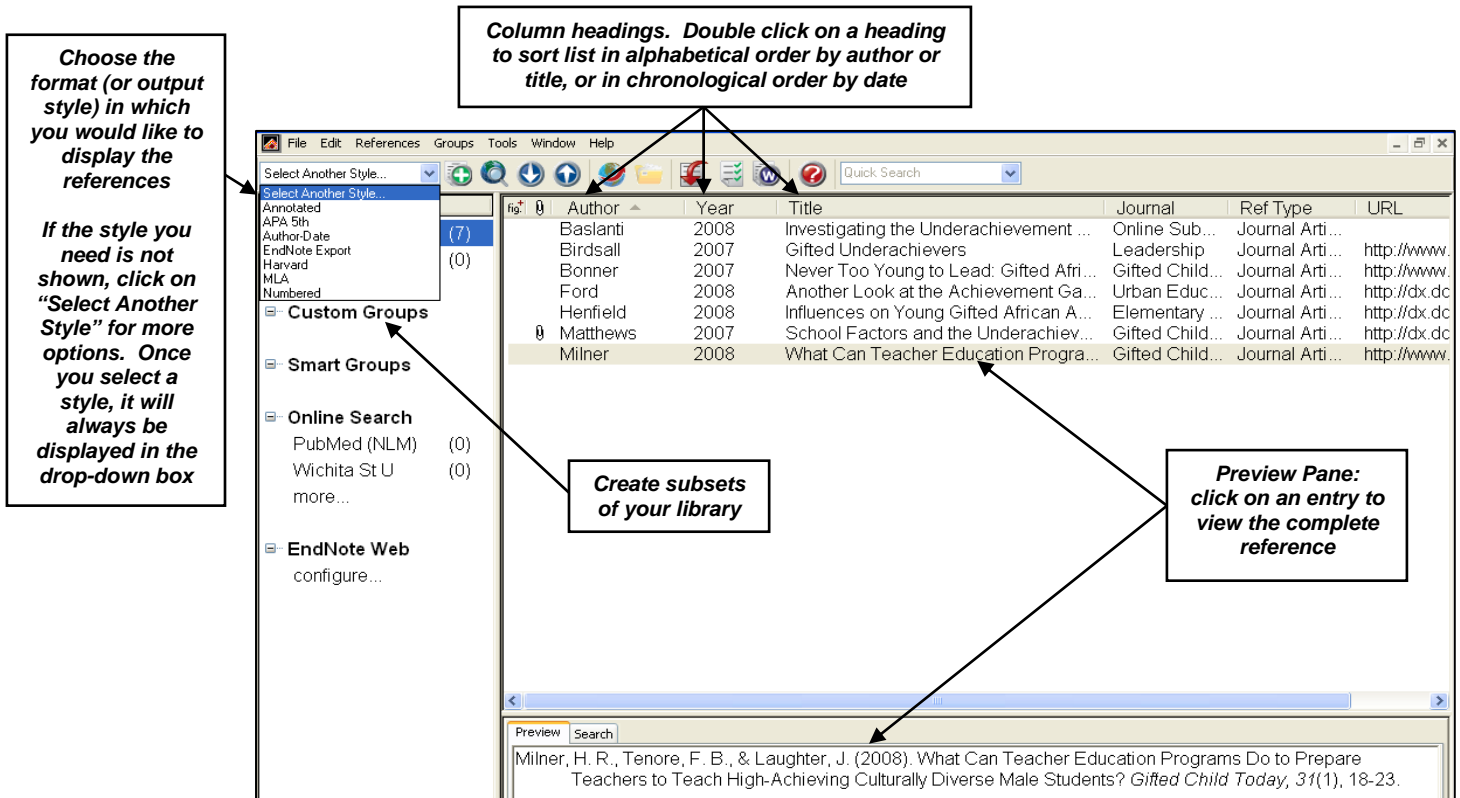 Column headings. Double click on a heading
to sort list in alphabetical order by author or
title, or in chronological order by date
Choose the
format (or output
style) in which
you would like to
display the
references
If the style you
need is not
shown, click on
“Select Another
Style” for more
options. Once
you select a
style, it will
always be
displayed in the
drop-down box
File Edit References Groups Tools Window Help
Select Another Style... Quick Search
Select Another Style...
Annotated
APA 5th
Author-Date
EndNote Export
Harvard
MLA
Numbered
(7)
(0)
Custom Groups
Smart Groups
Online Search
PubMed (NLM) (0)
Wichita St U (0)
more...
EndNote Web
configure...
fig. Author Year Title Journal Ref Type URL
Baslanti 2008 Investigating the Underachievement ... Online Sub... Journal Arti...
Birdsall 2007 Gifted Underachievers Leadership Journal Arti... http://www.
Bonner 2007 Never Too Young to Lead: Gifted Afri... Gifted Child... Journal Arti... http://www.
Ford 2008 Another Look at the Achievement Ga... Urban Educ... Journal Arti... http://dx.dc
Henfield 2008 Influences on Young Gifted African A... Elementary ... Journal Arti... http://dx.dc
Matthews 2007 School Factors and the Underachiev... Gifted Child... Journal Arti... http://dx.dc
Milner 2008 What Can Teacher Education Progra... Gifted Child... Journal Arti... http://www.
Create subsets
of your library
Preview Pane:
click on an entry to
view the complete
reference
Preview Search
Milner, H. R., Tenore, F. B., & Laughter, J. (2008). What Can Teacher Education Programs Do to Prepare
Teachers to Teach High-Achieving Culturally Diverse Male Students? Gifted Child Today, 31(1), 18-23.